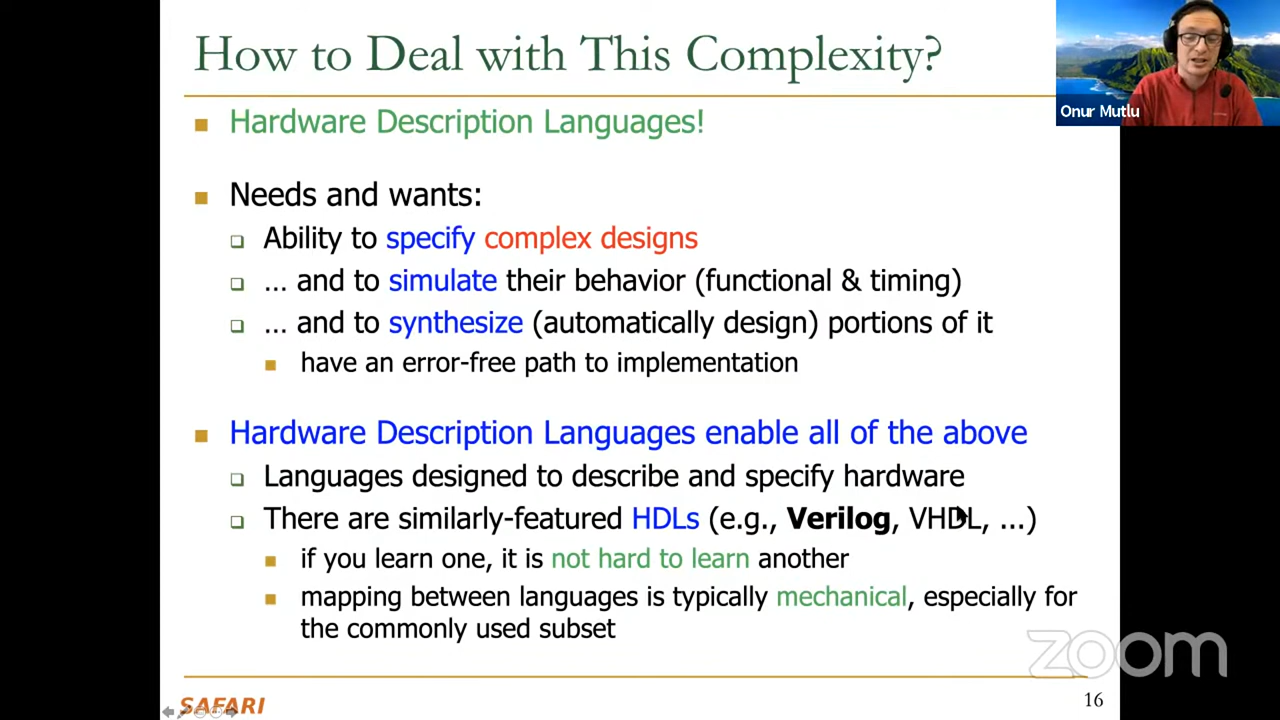 How to Deal with This Complexity?
Hardware Description Languages!
Needs and wants:
Ability to specify complex designs
... and to simulate their behavior (functional & timing)
... and to synthesize (automatically design) portions of it
have an error-free path to implementation
Hardware Description Languages enable all of the above
Languages designed to describe and specify hardware
There are similarly-featured HDLs (e.g., Verilog, VHDL, ...)
if you learn one, it is not hard to learn another
mapping between languages is typically mechanical, especially for
the commonly used subset
SAFARI
16
Onur Mutlu
zoom